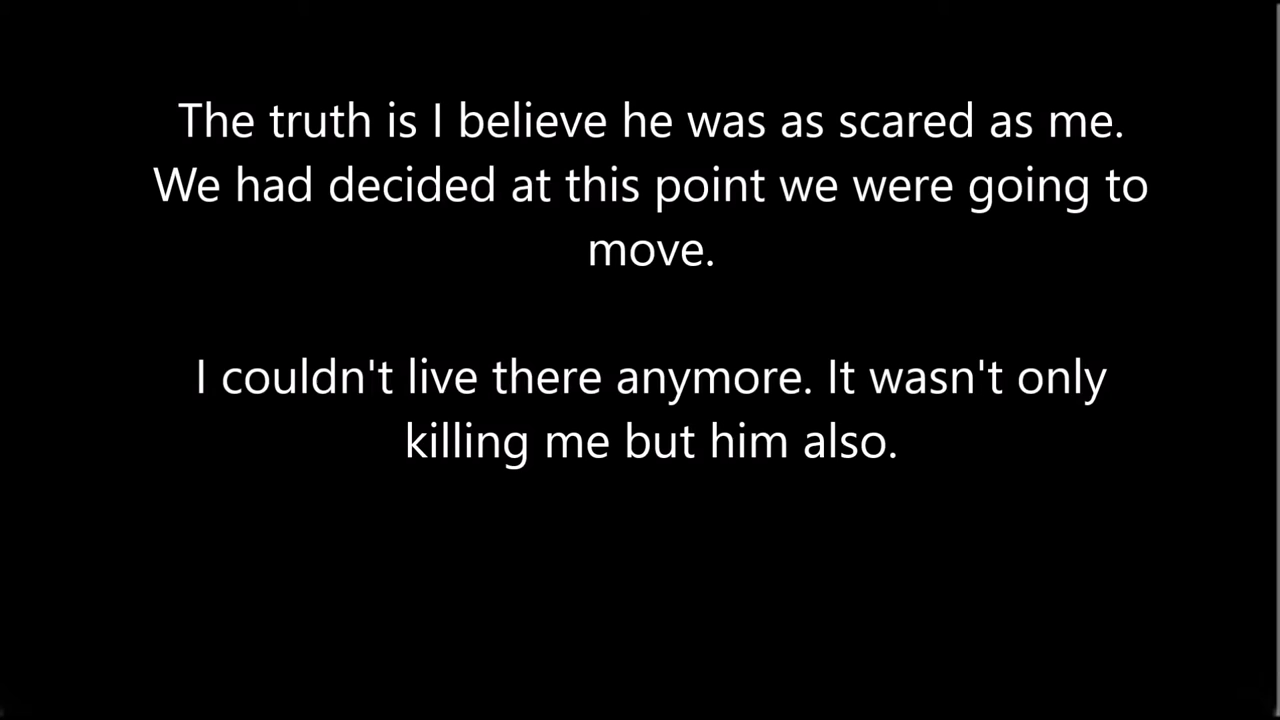 The truth is I believe he was as scared as me.
We had decided at this point we were going to
move.
I couldn't live there anymore. It wasn't only
killing me but him also.